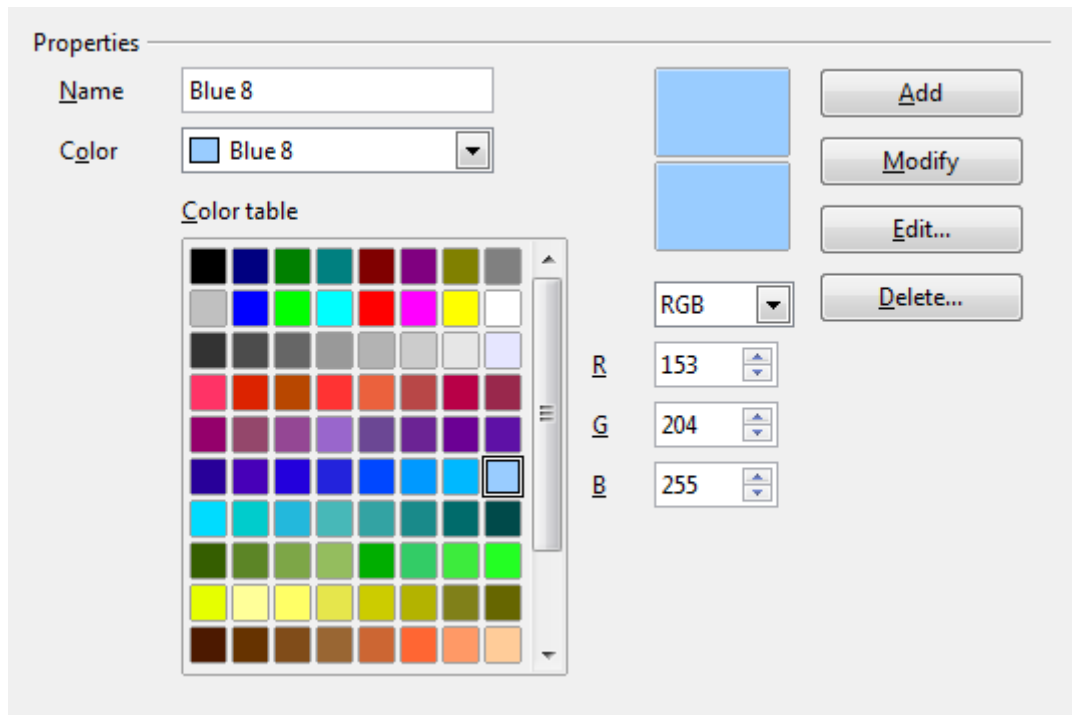 Properties
Name Blue 8 Add
Color Blue 8 Modify
Color table Edit...
RGB Delete...
R 153
G 204
B 255